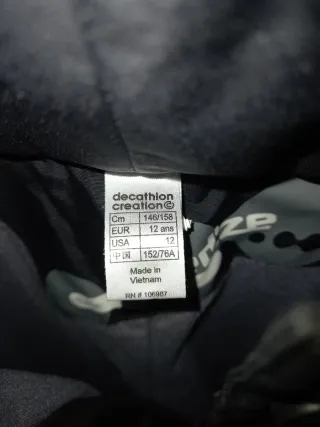 decathlon
creation©
Cm 146/158
EUR 12 ans
USA 12
中国 152/76A
Made in
Vietnam
RN # 106987